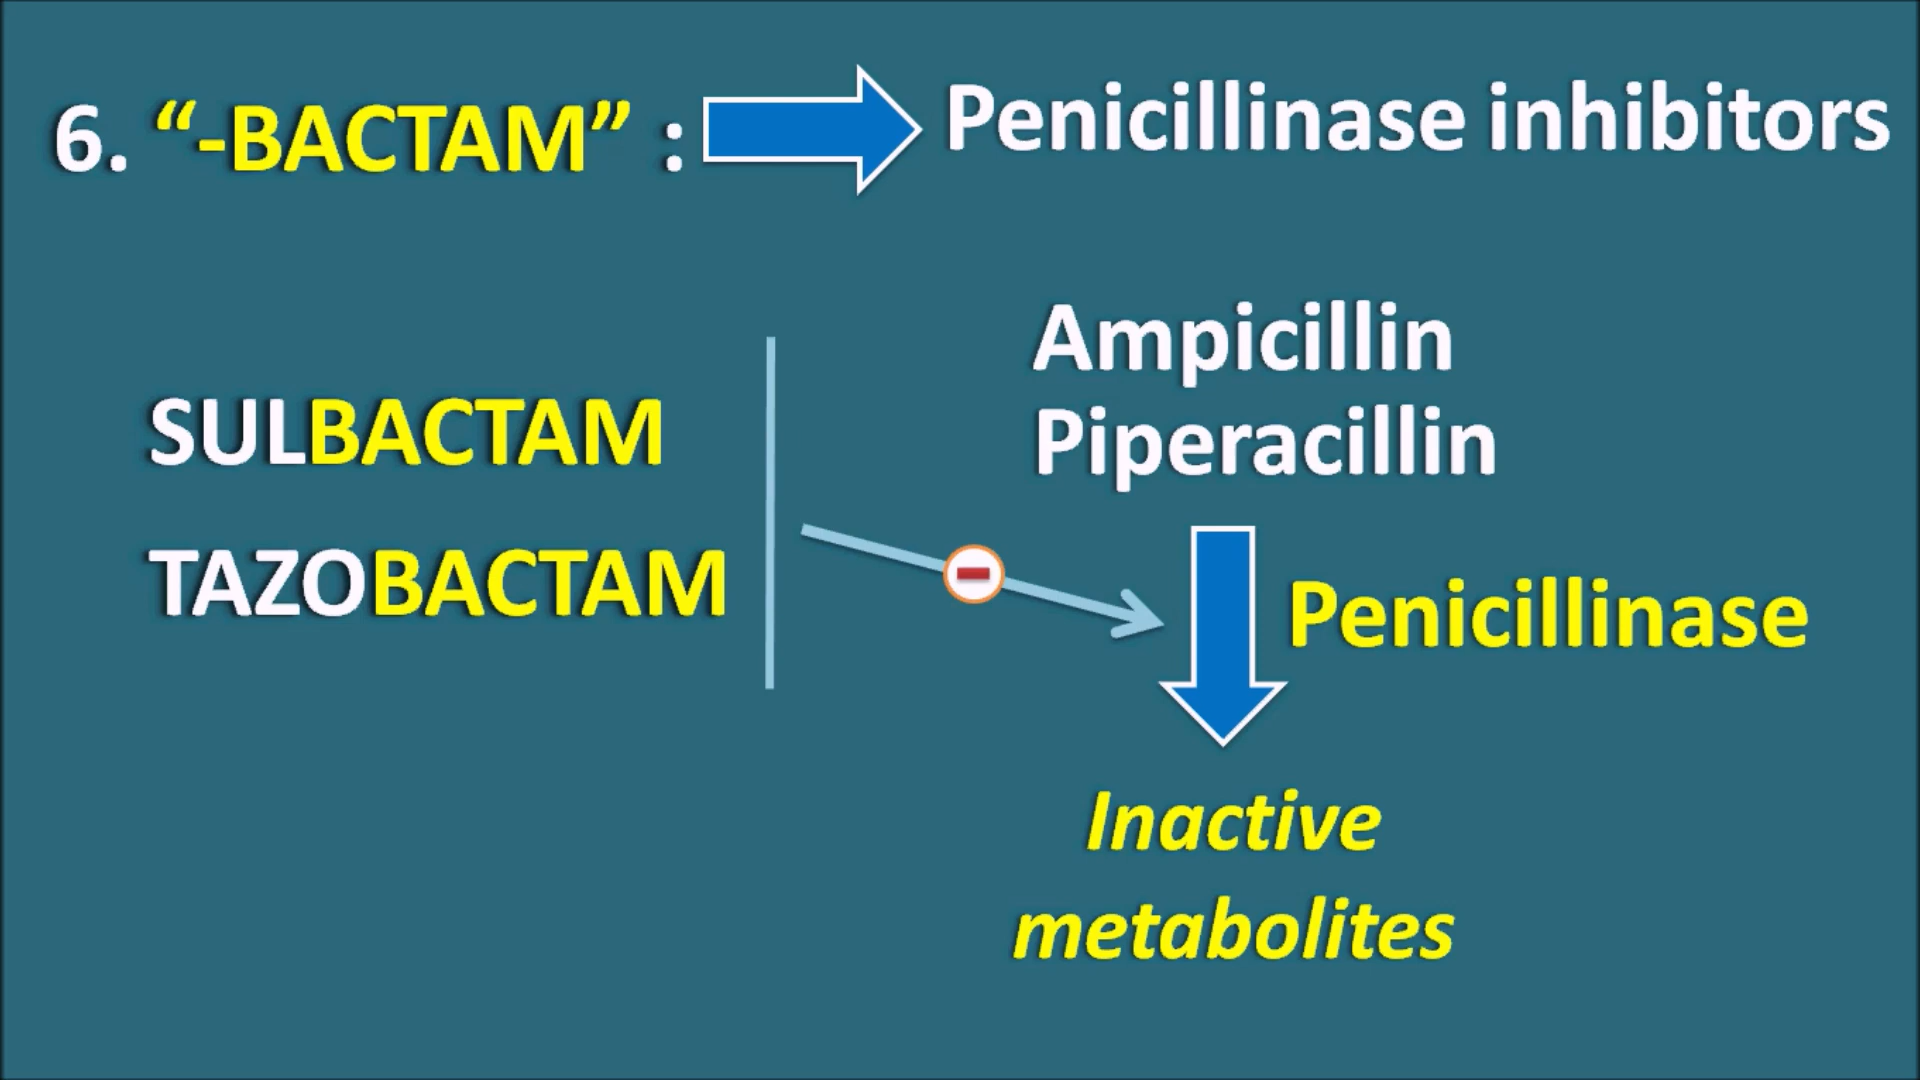 6. “-BACTAM” :
Penicillinase inhibitors
SULBACTAM
TAZOBACTAM
Ampicillin
Piperacillin
Penicillinase
Inactive
metabolites